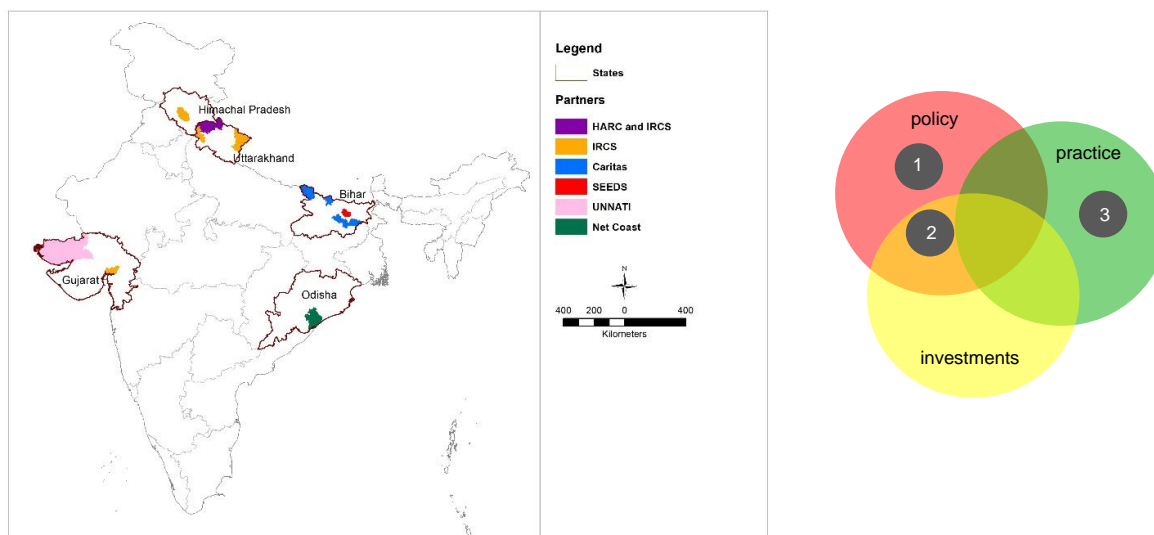 Himachal Pradesh
Uttarakhand
Bihar
Gujarat
Odisha
Legend
States
Partners
HARC and IRCS
IRCS
Caritas
SEEDS
UNNATI
Net Coast
N
400 200 0 400
Kilometers
policy
practice
1
2
3
investments